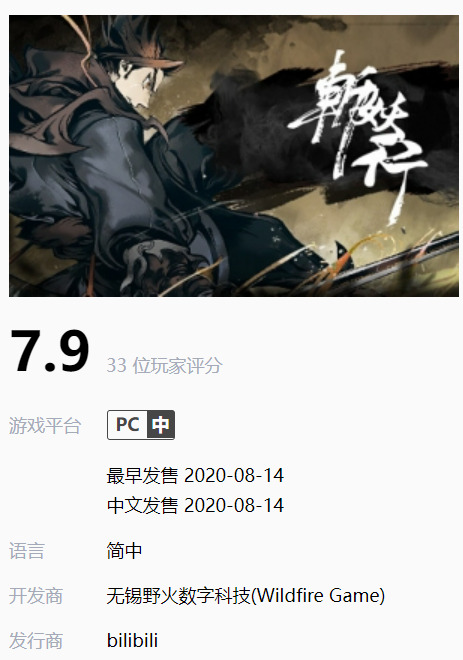 斩妖行
7.9 33 位玩家评分
游戏平台 PC 中
最早发售 2020-08-14
中文发售 2020-08-14
语言 简中
开发商 无锡野火数字科技(Wildfire Game)
发行商 bilibili